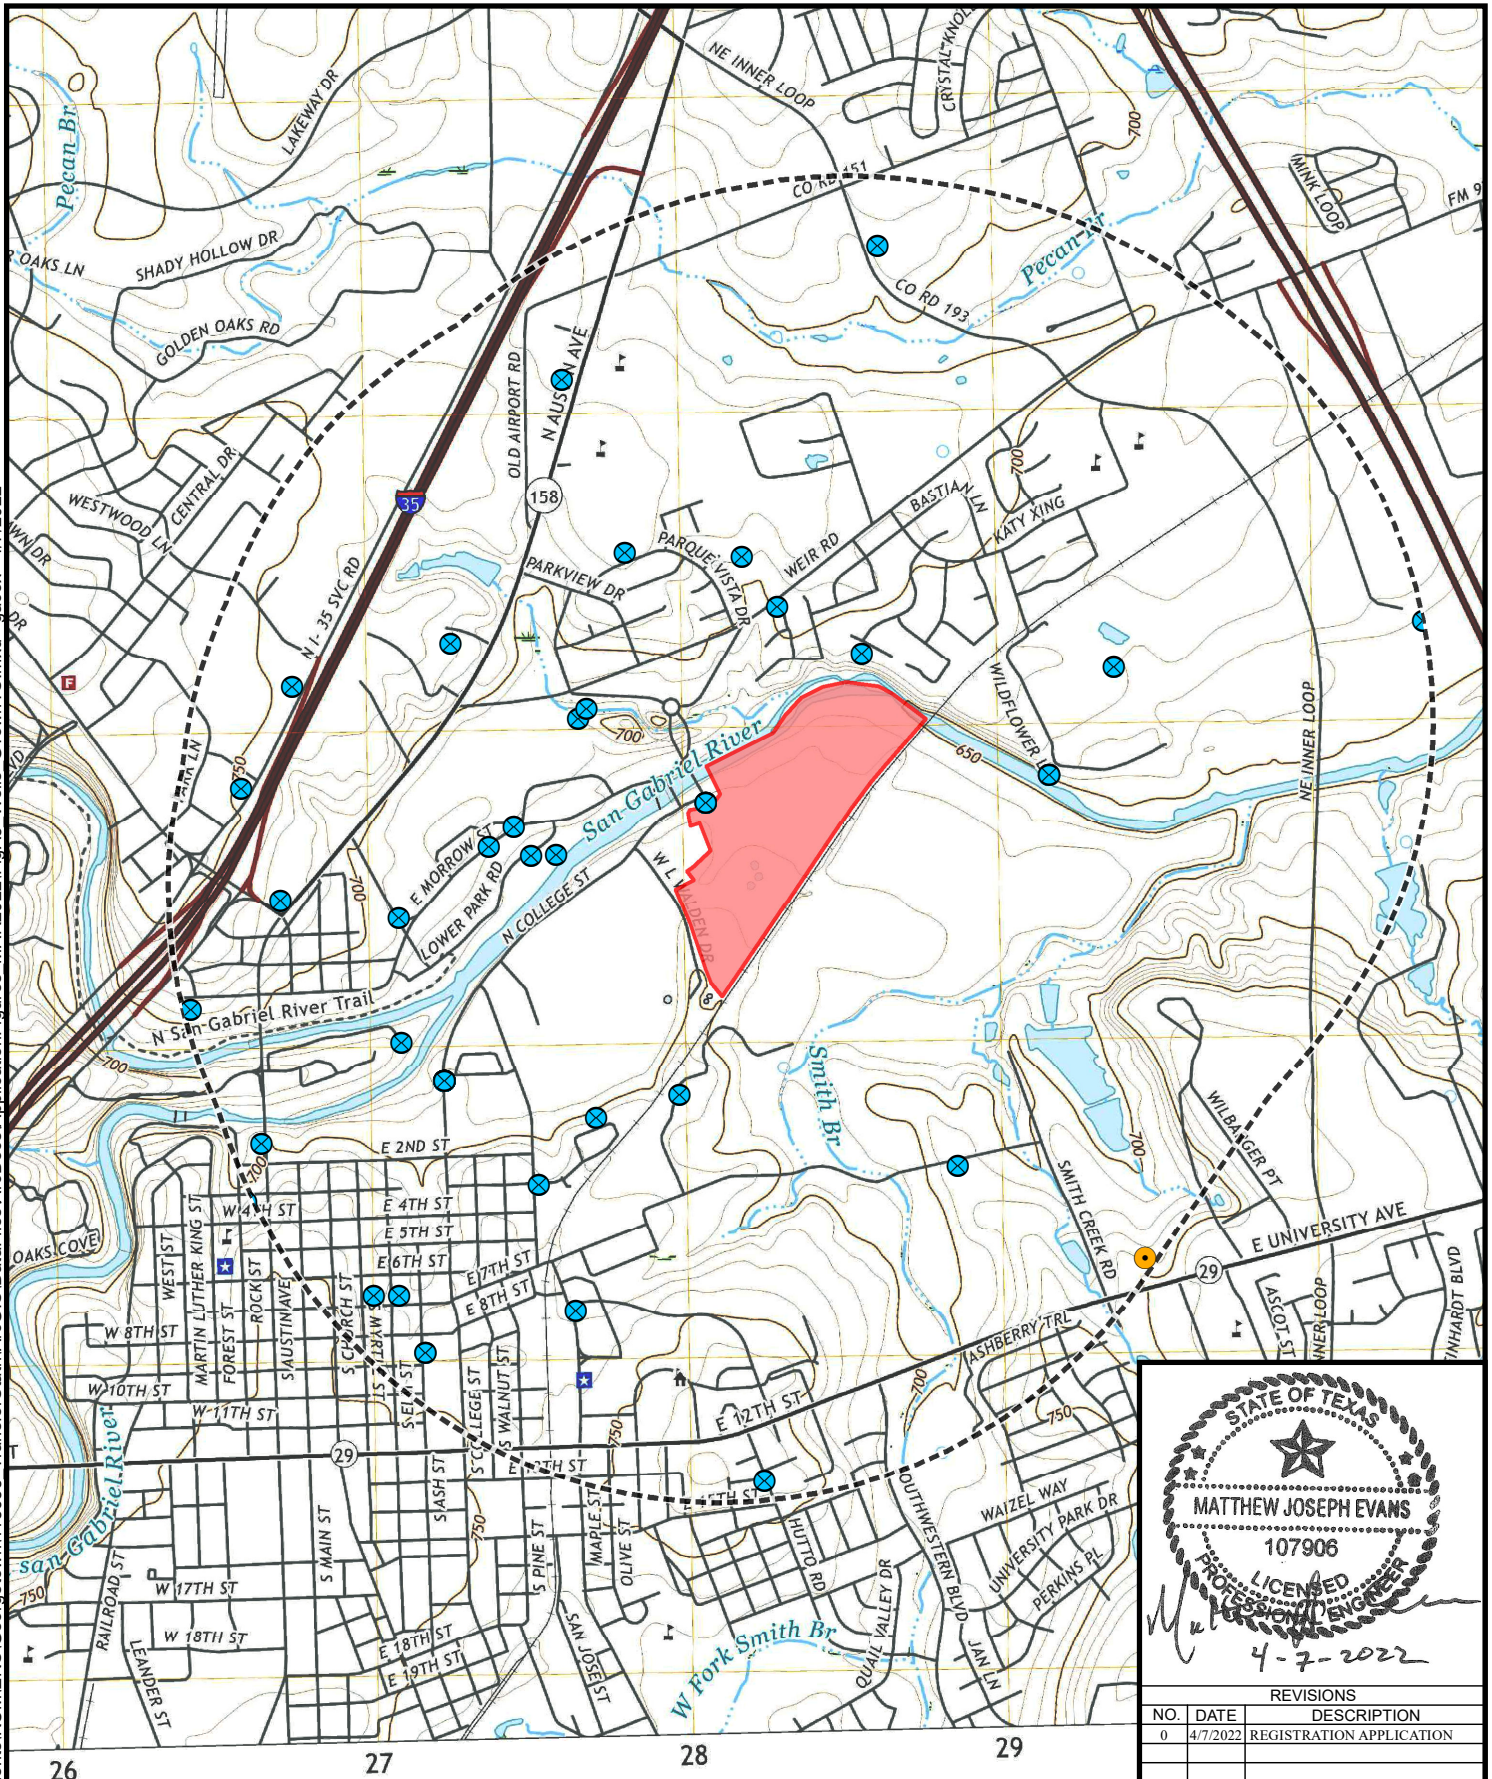 NE INNER LOOP
CRYSTAL KNOLL
LAKEWAY DR
Pecan Br
700
CO RD 151
MINK LOOP
FM 9
SHADY HOLLOW DR
OAKS LN
Pecan Br
GOLDEN OAKS RD
CO RD 193
N AUSTIN AVE
OLD AIRPORT RD
CENTRAL DR
WESTWOOD LN
35
158
700
BASTIAN LN
KATY XING
WEIR RD
PARQUE VISTA DR
PARKVIEW DR
DR
N I- 35 SVC RD
F
WILDFLOWER
NE INNER LOOP
700
San Gabriel River
650
750
E MORROW ST
LOWER PARK RD
N COLLEGE ST
W L WALDEN DR
700
8
N San Gabriel River Trail
700
Smith Br
WILBARGER PT
700
E 2ND ST
700
W 4TH ST
E 4TH ST
E 5TH ST
E 6TH ST
E 7TH ST
E 8TH ST
OAKS COVE
WEST ST
MARTIN LUTHER KING ST
FOREST ST
ROCK ST
S AUSTIN AVE
S CHURCH ST
S MYRTLE ST
S ELM ST
S COLLEGE ST
S WALNUT ST
SMITH CREEK RD
E UNIVERSITY AVE
29
ASCOT ST
INNER LOOP
W 8TH ST
W 10TH ST
W 11TH ST
ASHBERRY TRL
700
E 12TH ST
750
750
29
S ASH ST
S MAIN ST
750
S PINE ST
MAPLE ST
OLIVE ST
HUTTO RD
WAIZEL WAY
UNIVERSITY PARK DR
PERKINS PL
SOUTHWESTERN BLVD
JAN LN
QUAIL VALLEY DR
san Gabriel River
750
RAILROAD ST
W 17TH ST
W 18TH ST
LEANDER ST
E 18TH ST
E 19TH ST
SAN JOSE ST
W Fork Smith Br
26
27
28
29
STATE OF TEXAS
MATTHEW JOSEPH EVANS
107906
LICENSED
PROFESSIONAL ENGINEER
4-7-2022
REVISIONS
NO. DATE DESCRIPTION
0 4/7/2022 REGISTRATION APPLICATION